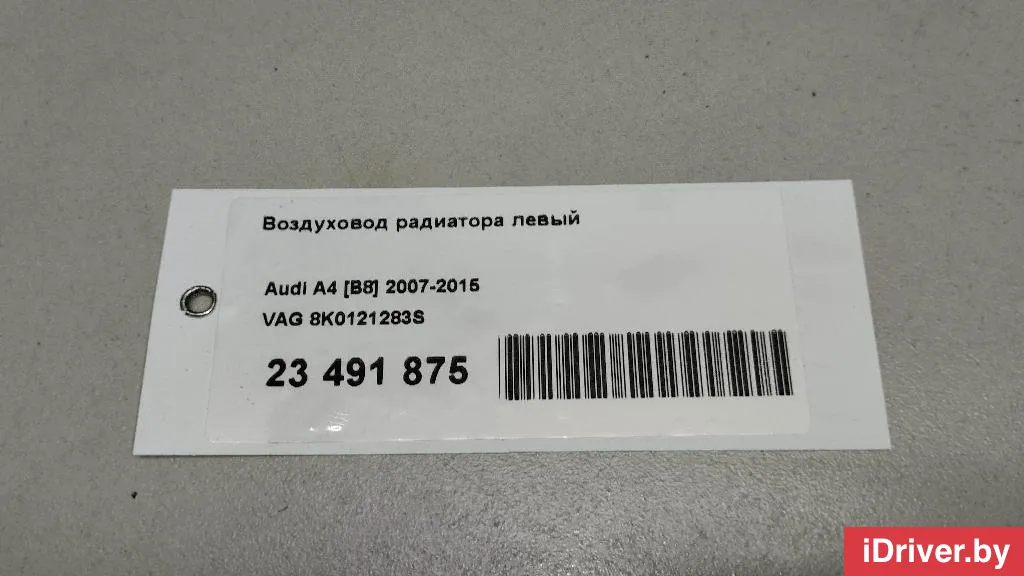 Воздуховод радиатора левый
Audi A4 [B8] 2007-2015
VAG 8K0121283S
23 491 875
iDriver.by